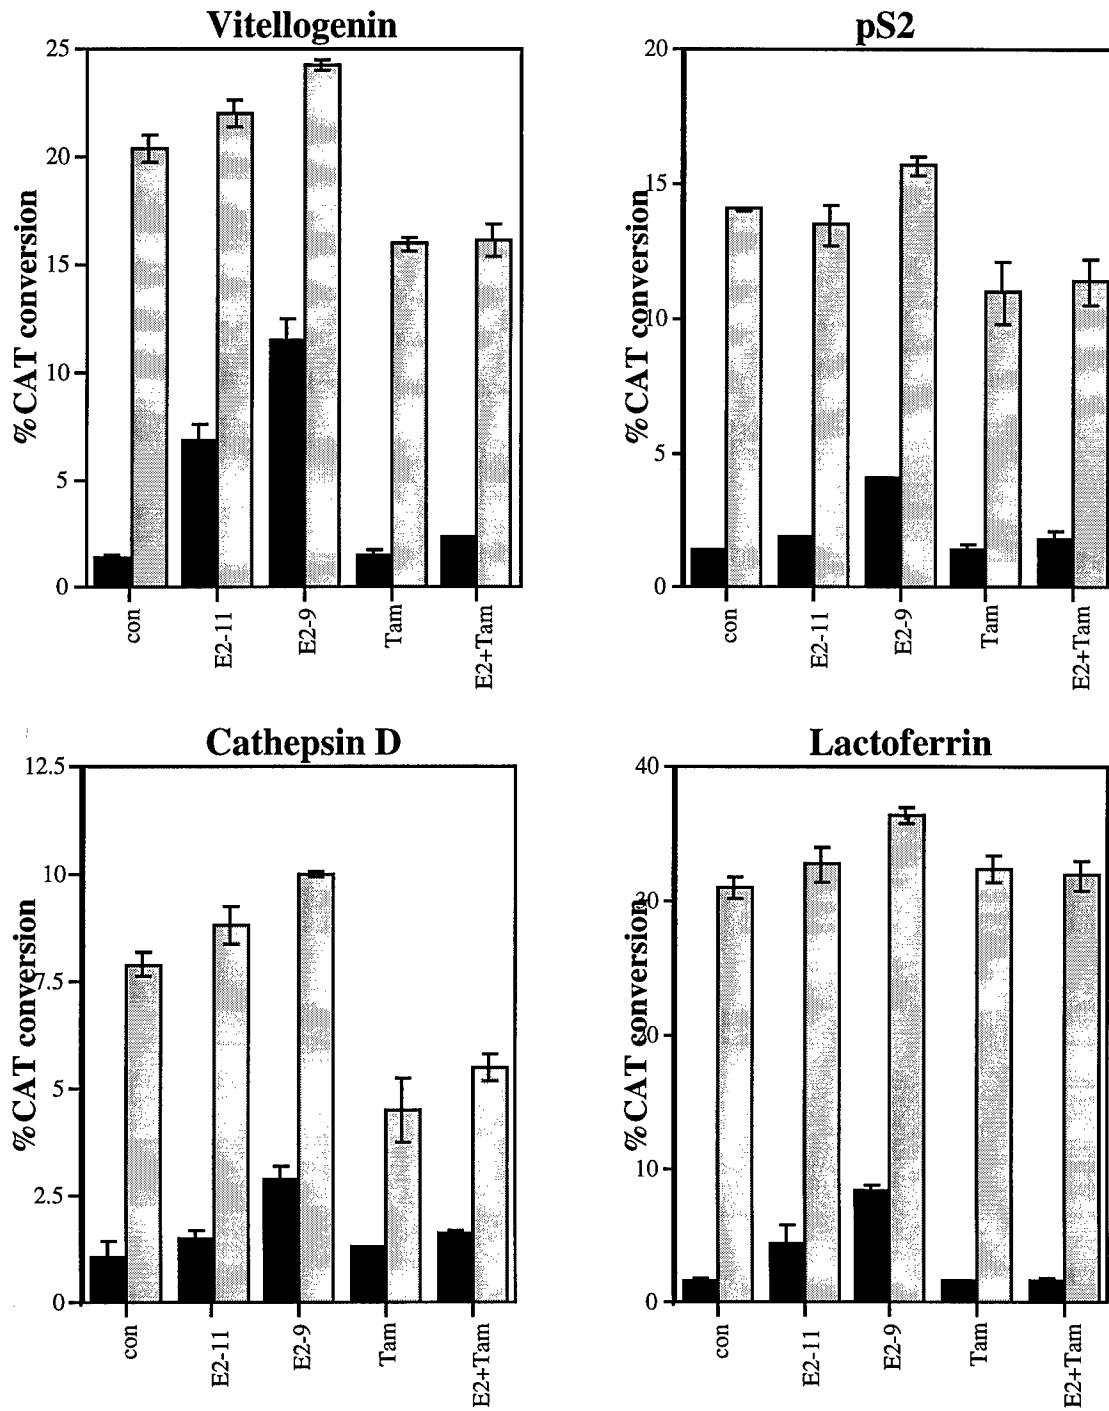 Vitellogenin
%CAT conversion
25
20
15
10
5
0
con
E2-11
E2-9
Tam
E2+Tam
pS2
%CAT conversion
20
15
10
5
0
con
E2-11
E2-9
Tam
E2+Tam
Cathepsin D
%CAT conversion
12.5
10
7.5
5
2.5
0
con
E2-11
E2-9
Tam
E2+Tam
Lactoferrin
%CAT conversion
40
30
20
10
0
con
E2-11
E2-9
Tam
E2+Tam